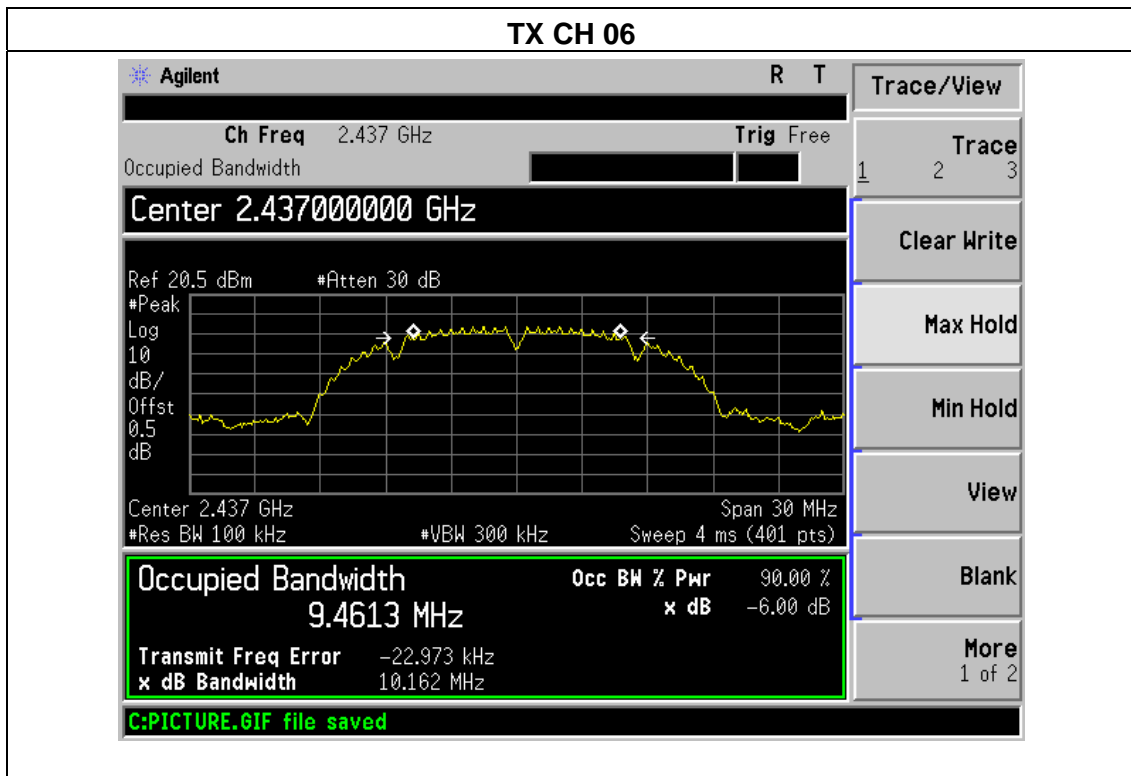 TX CH 06
Agilent R T
Trace/View
Ch Freq 2.437 GHz Trig Free
Occupied Bandwidth
Center 2.437000000 GHz
Ref 20.5 dBm #Atten 30 dB
#Peak
Log
10
dB/
Offst
0.5
dB
Center 2.437 GHz Span 30 MHz
#Res BW 100 kHz #VBW 300 kHz Sweep 4 ms (401 pts)
Occupied Bandwidth Occ BW % Pwr 90.00 %
9.4613 MHz x dB -6.00 dB
Transmit Freq Error -22.973 kHz
x dB Bandwidth 10.162 MHz
C:PICTURE.GIF file saved
Trace
1 2 3
Clear Write
Max Hold
Min Hold
View
Blank
More
1 of 2